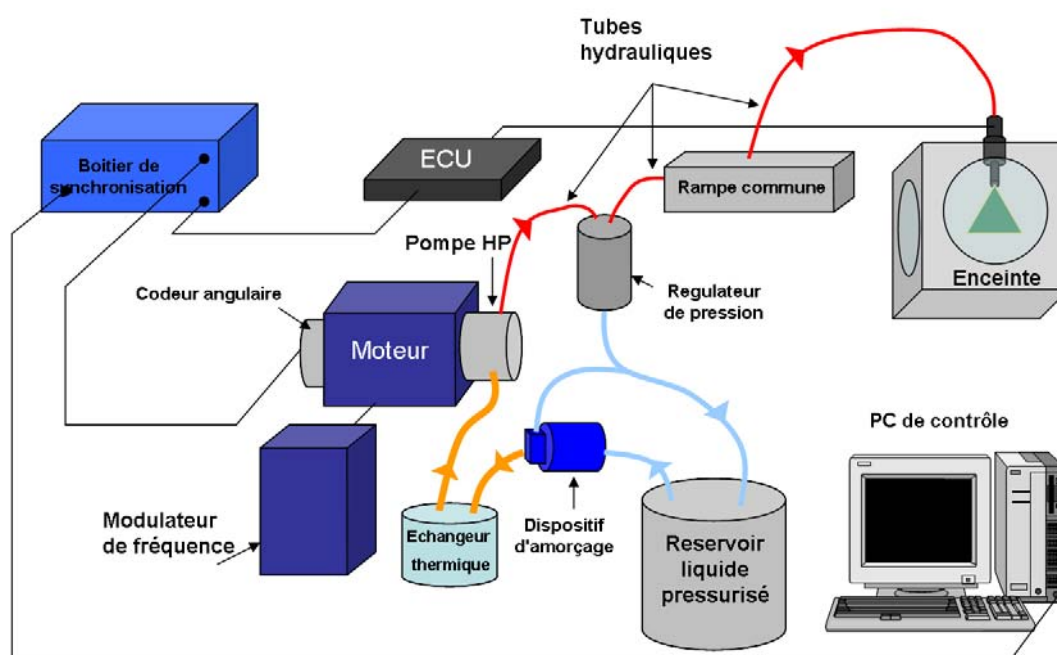 Tubes
hydrauliques
Boitier de
synchronisation
ECU
Rampe commune
Pompe HP
Enceinte
Codeur angulaire
Regulateur
de pression
Moteur
PC de contrôle
Modulateur
de fréquence
Echangeur
thermique
Dispositif
d'amorçage
Reservoir
liquide
pressurisé